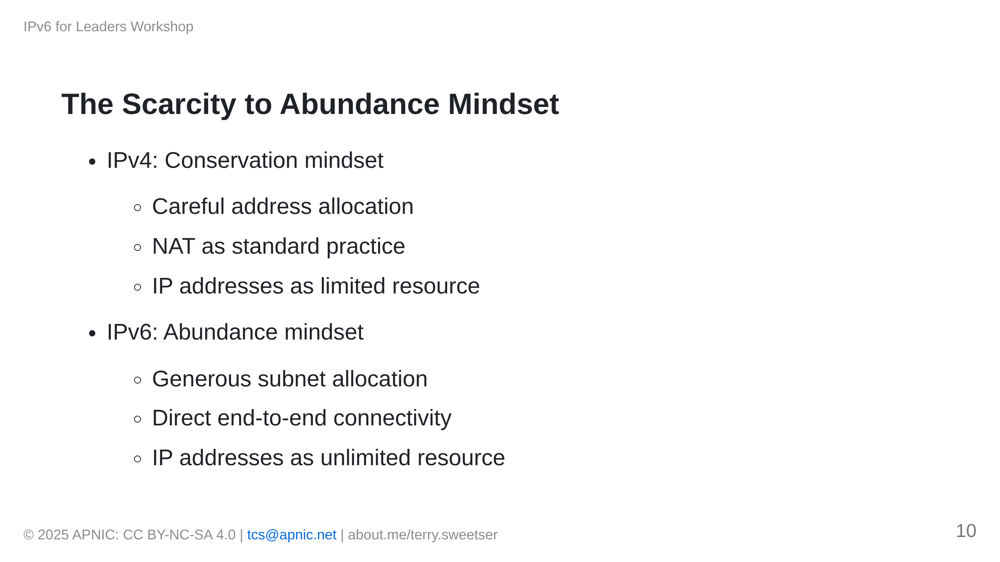 IPv6 for Leaders Workshop
The Scarcity to Abundance Mindset
• IPv4: Conservation mindset
◦ Careful address allocation
◦ NAT as standard practice
◦ IP addresses as limited resource
• IPv6: Abundance mindset
◦ Generous subnet allocation
◦ Direct end-to-end connectivity
◦ IP addresses as unlimited resource
© 2025 APNIC: CC BY-NC-SA 4.0 | tcs@apnic.net | about.me/terry.sweetser
10